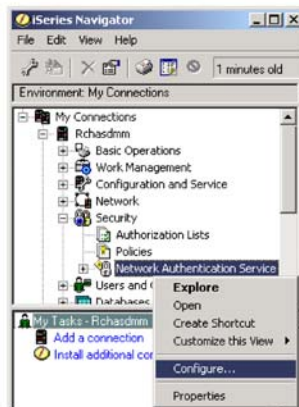 iSeries Navigator
File Edit View Help
1 minutes old
Environment: My Connections
My Connections
Rchasdmm
Basic Operations
Work Management
Configuration and Service
Network
Security
Authorization Lists
Policies
Network Authentication Service
Users and
Databases
Explore
Open
Create Shortcut
Customize this View
Configure...
Properties
My Tasks - Rchasdmm
Add a connection
Install additional